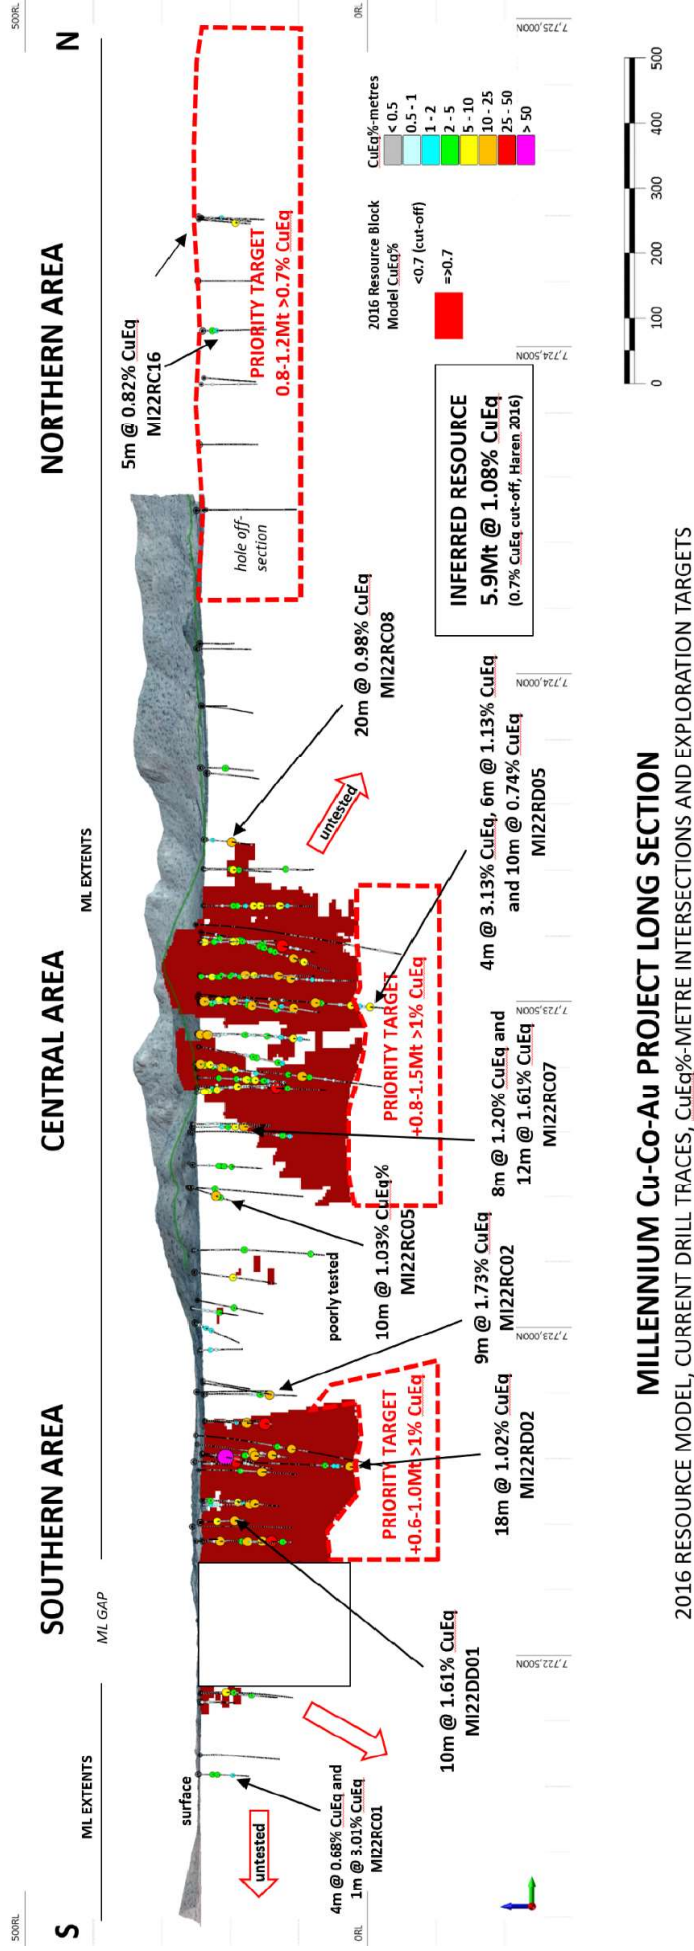 500RL
500RL
S
SOUTHERN AREA
CENTRAL AREA
NORTHERN AREA
N
ML EXTENTS
ML GAP
ML EXTENTS
surface
untested
4m @ 0.68% CuEq and
1m @ 3.01% CuEq
MI22RC01
10m @ 1.61% CuEq
MI22DD01
18m @ 1.02% CuEq
MI22RD02
PRIORITY TARGET
+0.6-1.0Mt >1% CuEq
9m @ 1.73% CuEq
MI22RC02
poorly tested
10m @ 1.03% CuEq%
MI22RC05
8m @ 1.20% CuEq and
12m @ 1.61% CuEq
MI22RC07
PRIORITY TARGET
+0.8-1.5Mt >1% CuEq
4m @ 3.13% CuEq, 6m @ 1.13% CuEq
and 10m @ 0.74% CuEq
MI22RD05
untested
20m @ 0.98% CuEq
MI22RC08
hole off-
section
5m @ 0.82% CuEq
MI22RC16
PRIORITY TARGET
0.8-1.2Mt >0.7% CuEq
INFERRED RESOURCE
5.9Mt @ 1.08% CuEq
(0.7% CuEq cut-off, Haren 2016)
2016 Resource Block
Model CuEq%
<0.7 (cut-off)
=>0.7
CuEq%-metres
< 0.5
0.5 - 1
1 - 2
2 - 5
5 - 10
10 - 25
25 - 50
> 50
0RL
0RL
7,722,500N
7,723,000N
7,723,500N
7,724,000N
7,724,500N
7,725,000N
0
100
200
300
400
500
MILLENNIUM Cu-Co-Au PROJECT LONG SECTION
2016 RESOURCE MODEL, CURRENT DRILL TRACES, CuEq%-METRE INTERSECTIONS AND EXPLORATION TARGETS